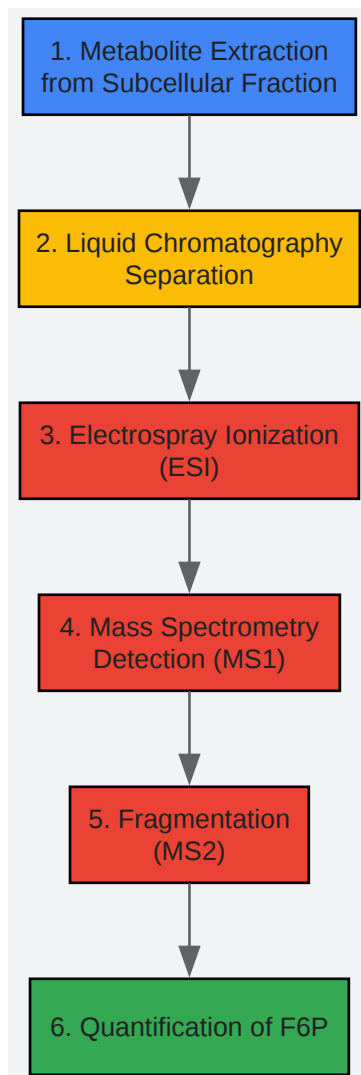 1. Metabolite Extraction
from Subcellular Fraction
2. Liquid Chromatography
Separation
3. Electrospray Ionization
(ESI)
4. Mass Spectrometry
Detection (MS1)
5. Fragmentation
(MS2)
6. Quantification of F6P